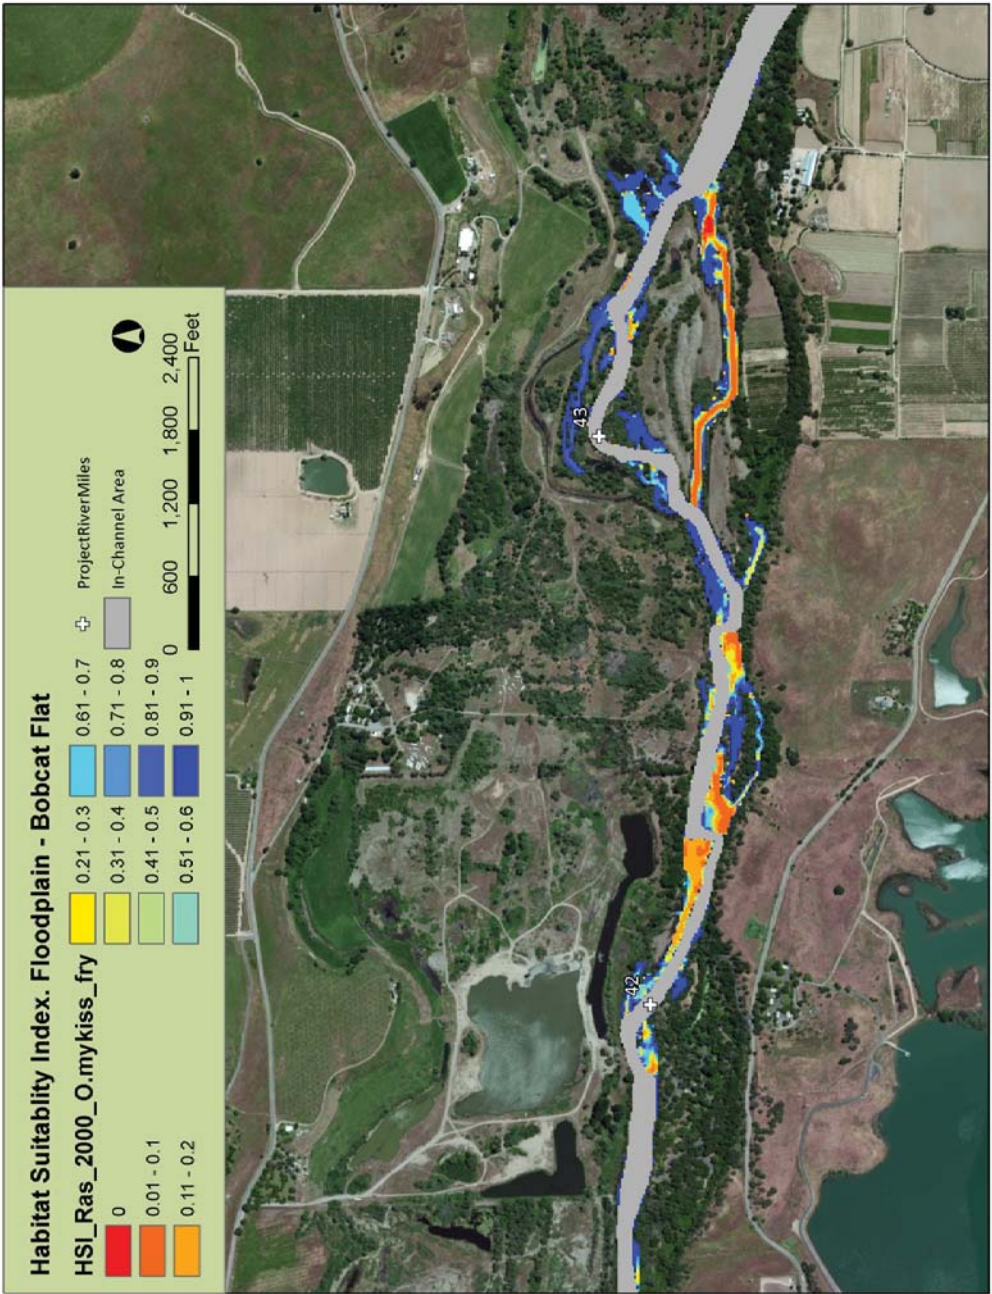 Habitat Suitablity Index. Floodplain - Bobcat Flat
HSI_Ras_2000_O.mykiss_fry
0
0.01 - 0.1
0.11 - 0.2
0.21 - 0.3
0.31 - 0.4
0.41 - 0.5
0.51 - 0.6
0.61 - 0.7
0.71 - 0.8
0.81 - 0.9
0.91 - 1
ProjectRiverMiles
In-Channel Area
0 600 1,200 1,800 2,400
Feet
42
43